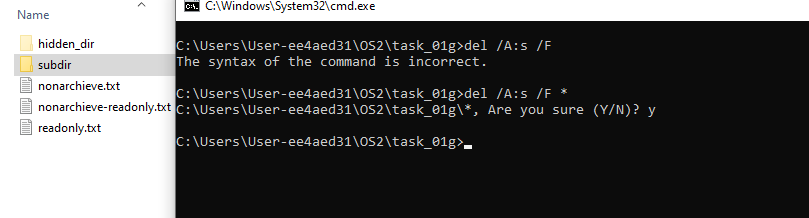 Name
hidden_dir
subdir
nonarchieve.txt
nonarchieve-readonly.txt
readonly.txt
C:\Windows\System32\cmd.exe
C:\Users\User-ee4aed31\OS2\task_01g>del /A:s /F
The syntax of the command is incorrect.
C:\Users\User-ee4aed31\OS2\task_01g>del /A:s /F *
C:\Users\User-ee4aed31\OS2\task_01g\*, Are you sure (Y/N)? y
C:\Users\User-ee4aed31\OS2\task_01g>